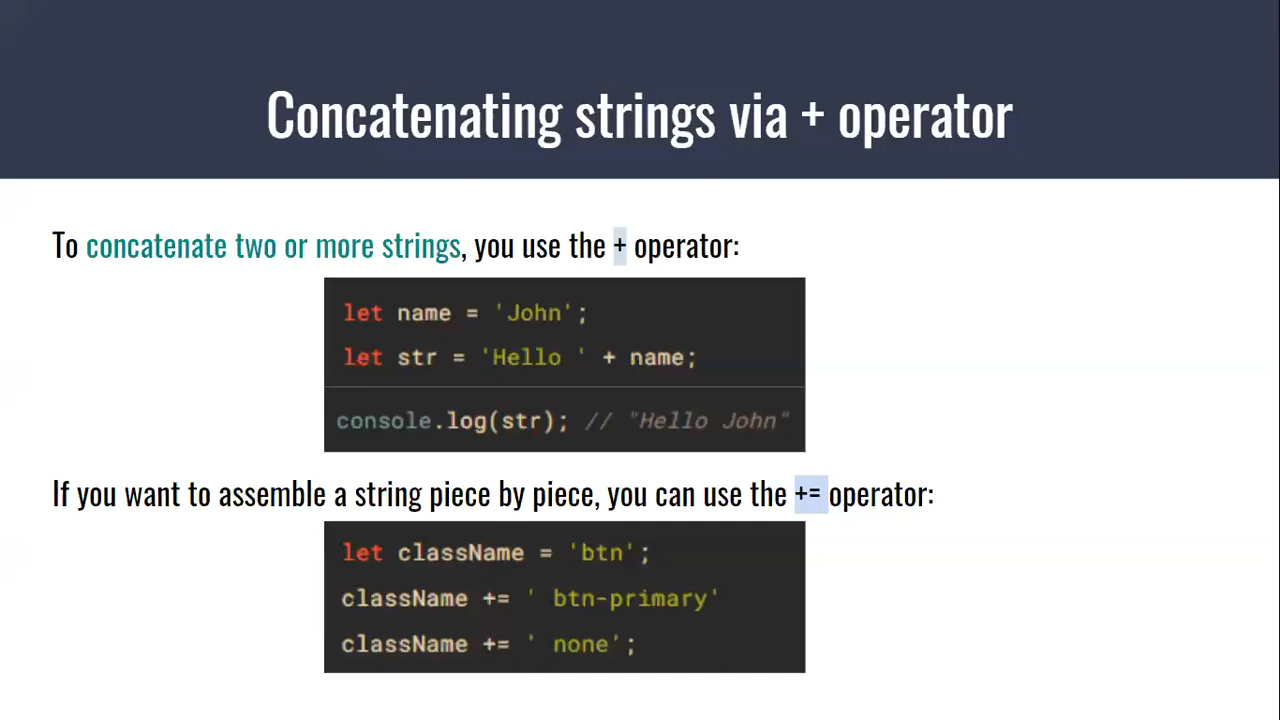 Concatenating strings via + operator
To concatenate two or more strings, you use the + operator:
let name = 'John';
let str = 'Hello ' + name;
console.log(str); // "Hello John"
If you want to assemble a string piece by piece, you can use the += operator:
let className = 'btn';
className += ' btn-primary'
className += ' none';